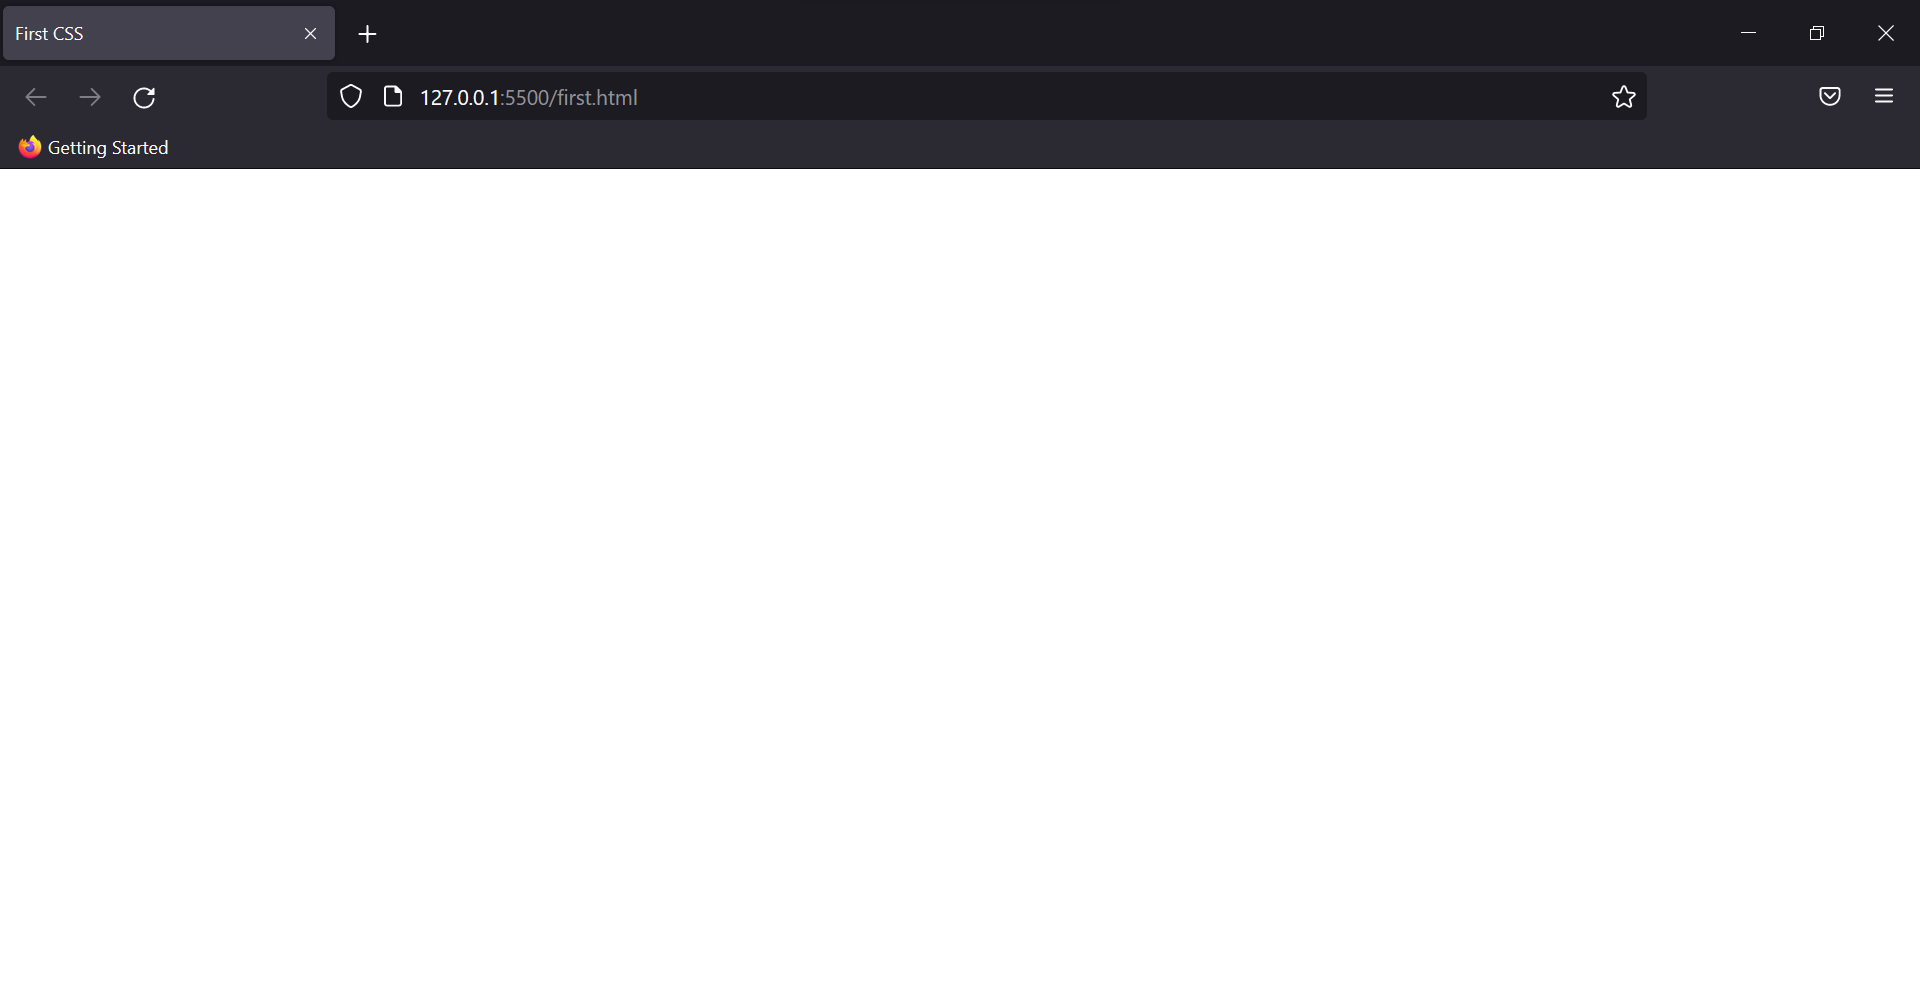 First CSS
127.0.0.1:5500/first.html
Getting Started